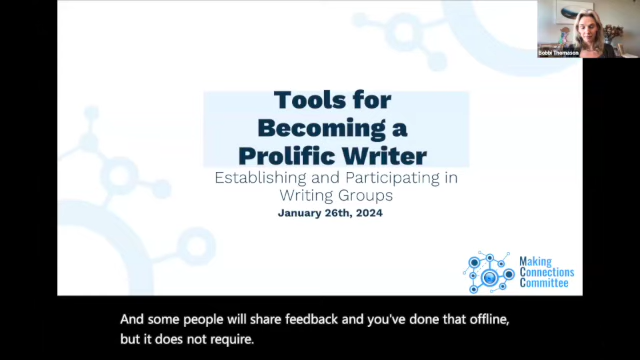 Bobbi Thomason
Tools for
Becoming a
Prolific Writer
Establishing and Participating in
Writing Groups
January 26th, 2024
Making
Connections
Committee
And some people will share feedback and you've done that offline,
but it does not require.